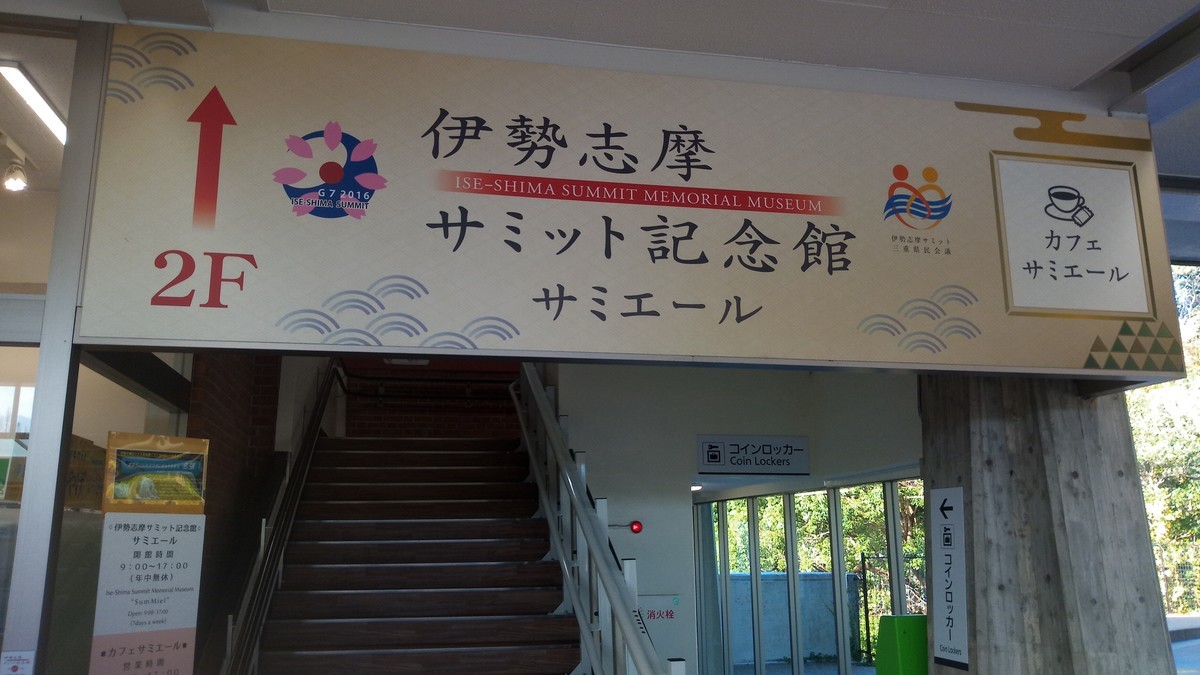 2F
G7 2016
ISE-SHIMA SUMMIT
伊勢志摩
ISE-SHIMA SUMMIT MEMORIAL MUSEUM
サミット記念館
サミエール
伊勢志摩サミット
三重県民会議
カフェ
サミエール
コインロッカー
Coin Lockers
コインロッカー
Coin Lockers
消火栓
伊勢志摩サミット記念館
サミエール
開館時間
9:00〜17:00
(年中無休)
Ise-Shima Summit Memorial Museum
"SumMiel"
Open 9:00-17:00
(7days a week)
■カフェサミエール■
営業時間